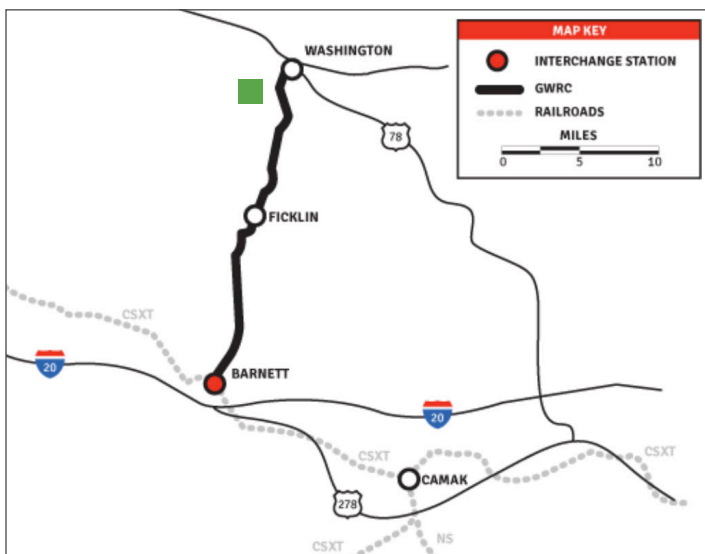 WASHINGTON
MAP KEY
INTERCHANGE STATION
GWRC
RAILROADS
MILES
0 5 10
78
FICKLIN
CSXT
20
BARNETT
20
CSXT
CSXT
CAMAK
278
CSXT
NS